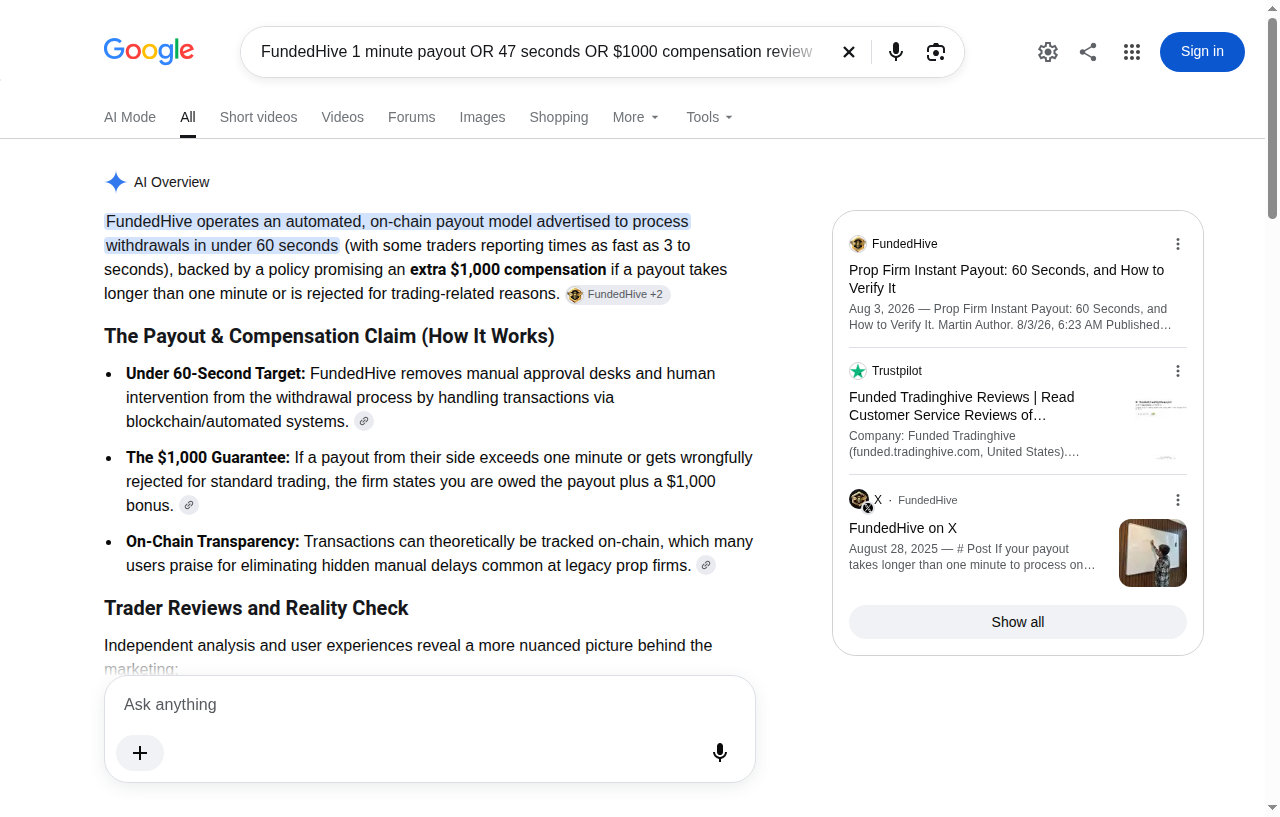 Google
FundedHive 1 minute payout OR 47 seconds OR $1000 compensation review
Sign in
AI Mode
All
Short videos
Videos
Forums
Images
Shopping
More
Tools
AI Overview
FundedHive operates an automated, on-chain payout model advertised to process
withdrawals in under 60 seconds (with some traders reporting times as fast as 3 to
seconds), backed by a policy promising an extra $1,000 compensation if a payout takes
longer than one minute or is rejected for trading-related reasons.
FundedHive +2
The Payout & Compensation Claim (How It Works)
• Under 60-Second Target: FundedHive removes manual approval desks and human
intervention from the withdrawal process by handling transactions via
blockchain/automated systems.
• The $1,000 Guarantee: If a payout from their side exceeds one minute or gets wrongfully
rejected for standard trading, the firm states you are owed the payout plus a $1,000
bonus.
• On-Chain Transparency: Transactions can theoretically be tracked on-chain, which many
users praise for eliminating hidden manual delays common at legacy prop firms.
Trader Reviews and Reality Check
Independent analysis and user experiences reveal a more nuanced picture behind the
marketing:
Ask anything
FundedHive
Prop Firm Instant Payout: 60 Seconds, and How to
Verify It
Aug 3, 2026 — Prop Firm Instant Payout: 60 Seconds, and
How to Verify It. Martin Author. 8/3/26, 6:23 AM Published…
Trustpilot
Funded Tradinghive Reviews | Read
Customer Service Reviews of…
Company: Funded Tradinghive
(funded.tradinghive.com, United States)….
X · FundedHive
FundedHive on X
August 28, 2025 — # Post If your payout
takes longer than one minute to process on…
Show all